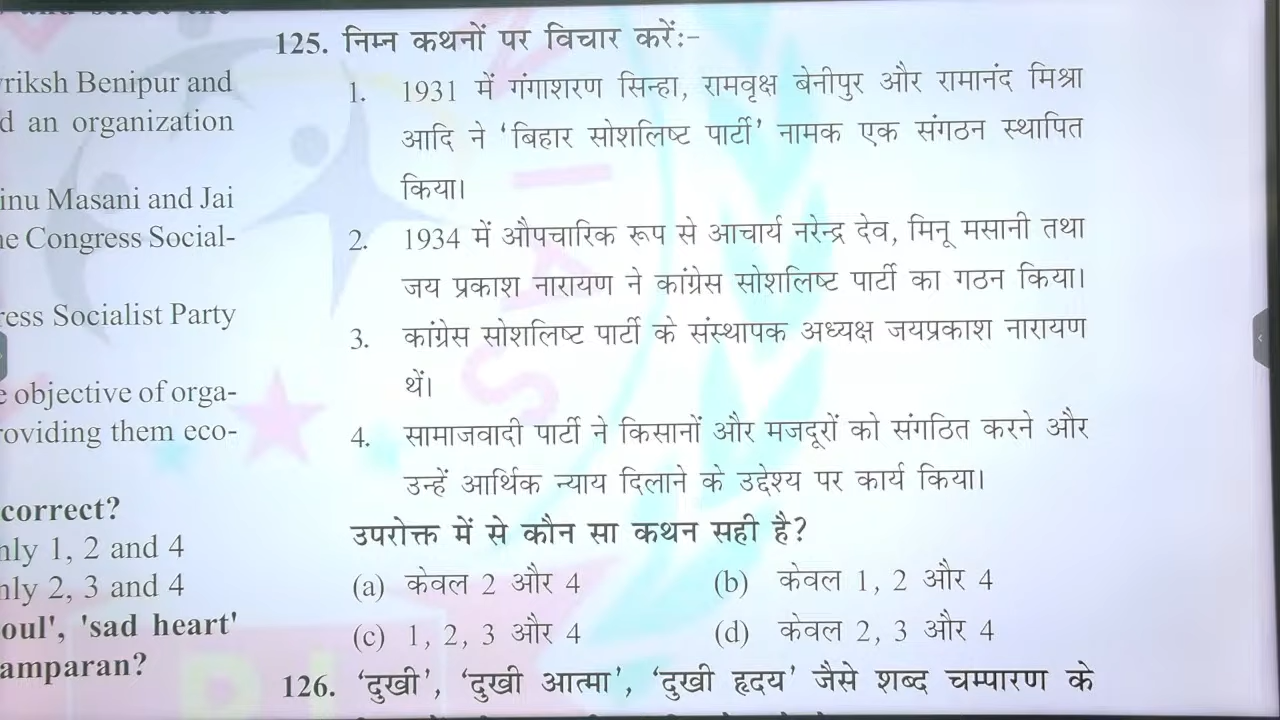 riksh Benipur and
d an organization
inu Masani and Jai
e Congress Social-
ress Socialist Party
e objective of orga-
oviding them eco-
correct?
nly 1, 2 and 4
nly 2, 3 and 4
oul', 'sad heart'
amparan?
125. निम्न कथनों पर विचार करें:-
1. 1931 में गंगाशरण सिन्हा, रामवृक्ष बेनीपुर और रामानंद मिश्रा
आदि ने ‘बिहार सोशलिष्ट पार्टी’ नामक एक संगठन स्थापित
किया।
2. 1934 में औपचारिक रूप से आचार्य नरेन्द्र देव, मिनू मसानी तथा
जय प्रकाश नारायण ने कांग्रेस सोशलिष्ट पार्टी का गठन किया।
3. कांग्रेस सोशलिष्ट पार्टी के संस्थापक अध्यक्ष जयप्रकाश नारायण
थें।
4. सामाजवादी पार्टी ने किसानों और मजदूरों को संगठित करने और
उन्हें आर्थिक न्याय दिलाने के उद्देश्य पर कार्य किया।
उपरोक्त में से कौन सा कथन सही है?
(a) केवल 2 और 4 (b) केवल 1, 2 और 4
(c) 1, 2, 3 और 4 (d) केवल 2, 3 और 4
126. ‘दुखी’, ‘दुखी आत्मा’, ‘दुखी हृदय’ जैसे शब्द चम्पारण के